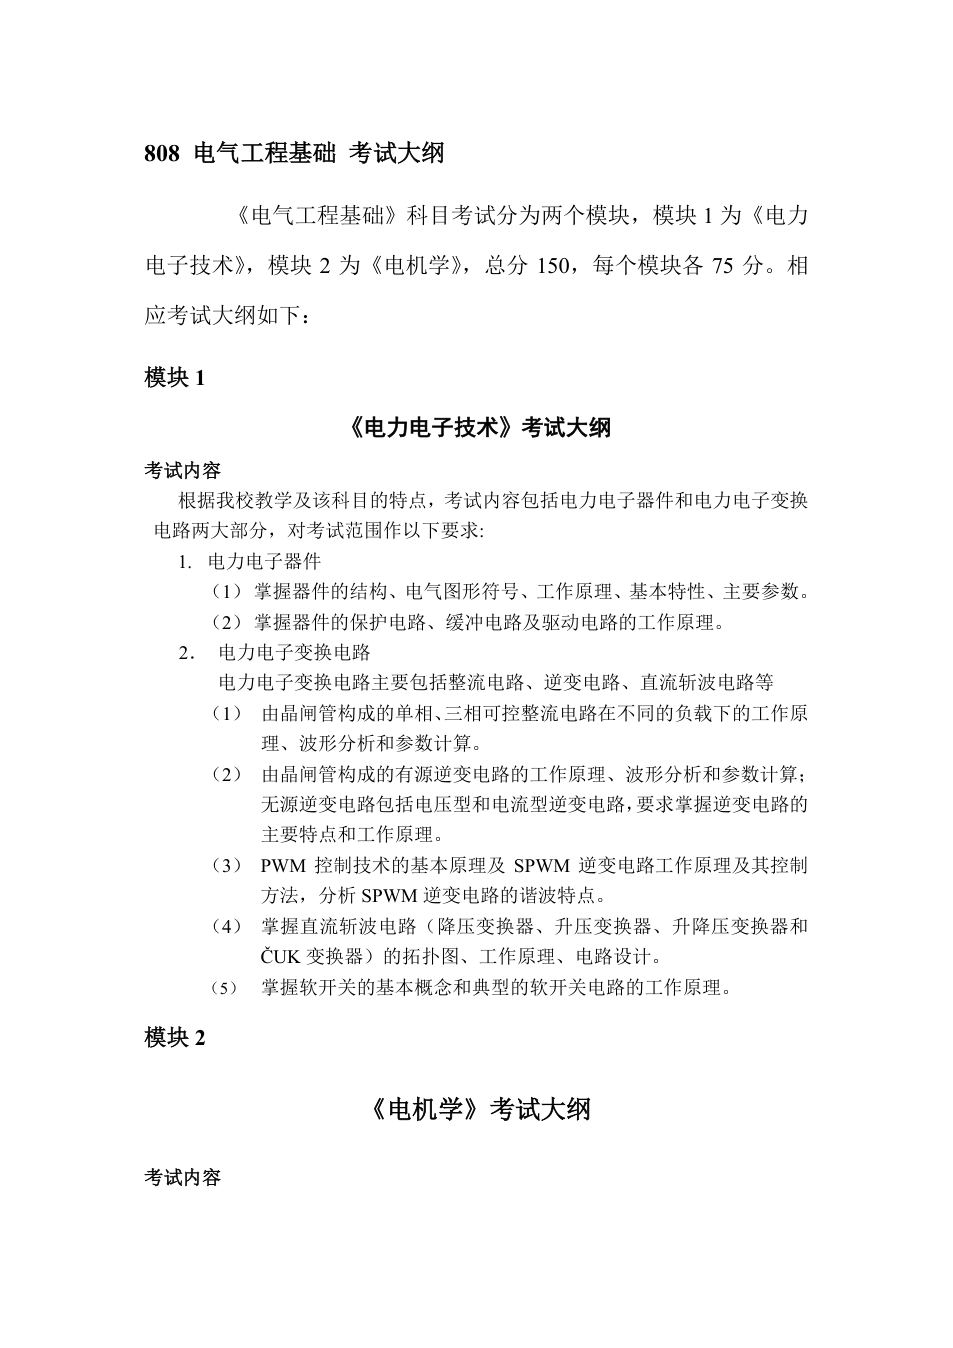 808 电气工程基础 考试大纲
《电气工程基础》科目考试分为两个模块，模块 1 为《电力
电子技术》，模块 2 为《电机学》，总分 150，每个模块各 75 分。相
应考试大纲如下：
模块 1
《电力电子技术》考试大纲
考试内容
根据我校教学及该科目的特点，考试内容包括电力电子器件和电力电子变换
电路两大部分，对考试范围作以下要求:
1. 电力电子器件
（1） 掌握器件的结构、电气图形符号、工作原理、基本特性、主要参数。
（2） 掌握器件的保护电路、缓冲电路及驱动电路的工作原理。
2． 电力电子变换电路
电力电子变换电路主要包括整流电路、逆变电路、直流斩波电路等
（1） 由晶闸管构成的单相、三相可控整流电路在不同的负载下的工作原
理、波形分析和参数计算。
（2） 由晶闸管构成的有源逆变电路的工作原理、波形分析和参数计算；
无源逆变电路包括电压型和电流型逆变电路，要求掌握逆变电路的
主要特点和工作原理。
（3） PWM 控制技术的基本原理及 SPWM 逆变电路工作原理及其控制
方法，分析 SPWM 逆变电路的谐波特点。
（4） 掌握直流斩波电路（降压变换器、升压变换器、升降压变换器和
ČUK 变换器）的拓扑图、工作原理、电路设计。
（5） 掌握软开关的基本概念和典型的软开关电路的工作原理。
模块 2
《电机学》考试大纲
考试内容